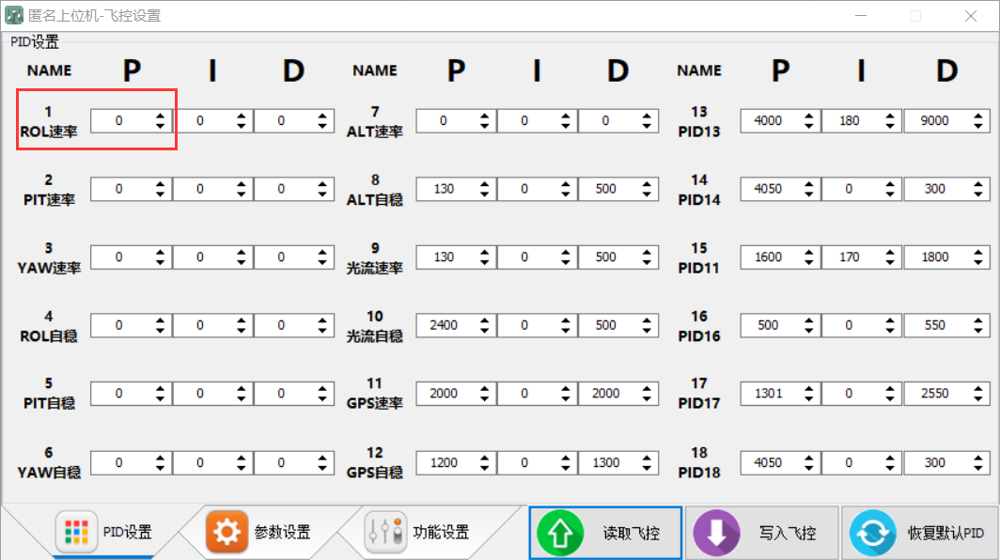 匿名上位机-飞控设置
PID设置
NAME P I D NAME P I D NAME P I D
1 7 13
ROL速率 0 0 0 ALT速率 0 0 0 PID13 4000 180 9000
2 8 14
PIT速率 0 0 0 ALT自稳 130 0 500 PID14 4050 0 300
3 9 15
YAW速率 0 0 0 光流速率 130 0 500 PID11 1600 170 1800
4 10 16
ROL自稳 0 0 0 光流自稳 2400 0 500 PID16 500 0 550
5 11 17
PIT自稳 0 0 0 GPS速率 2000 0 2000 PID17 1301 0 2550
6 12 18
YAW自稳 0 0 0 GPS自稳 1200 0 1300 PID18 4050 0 300
PID设置 参数设置 功能设置 读取飞控 写入飞控 恢复默认PID